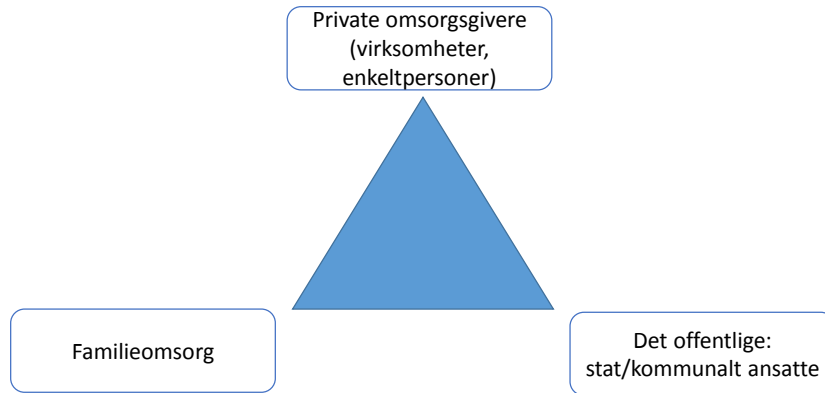 Private omsorgsgivere
(virksomheter,
enkeltpersoner)
Familieomsorg
Det offentlige:
stat/kommunalt ansatte